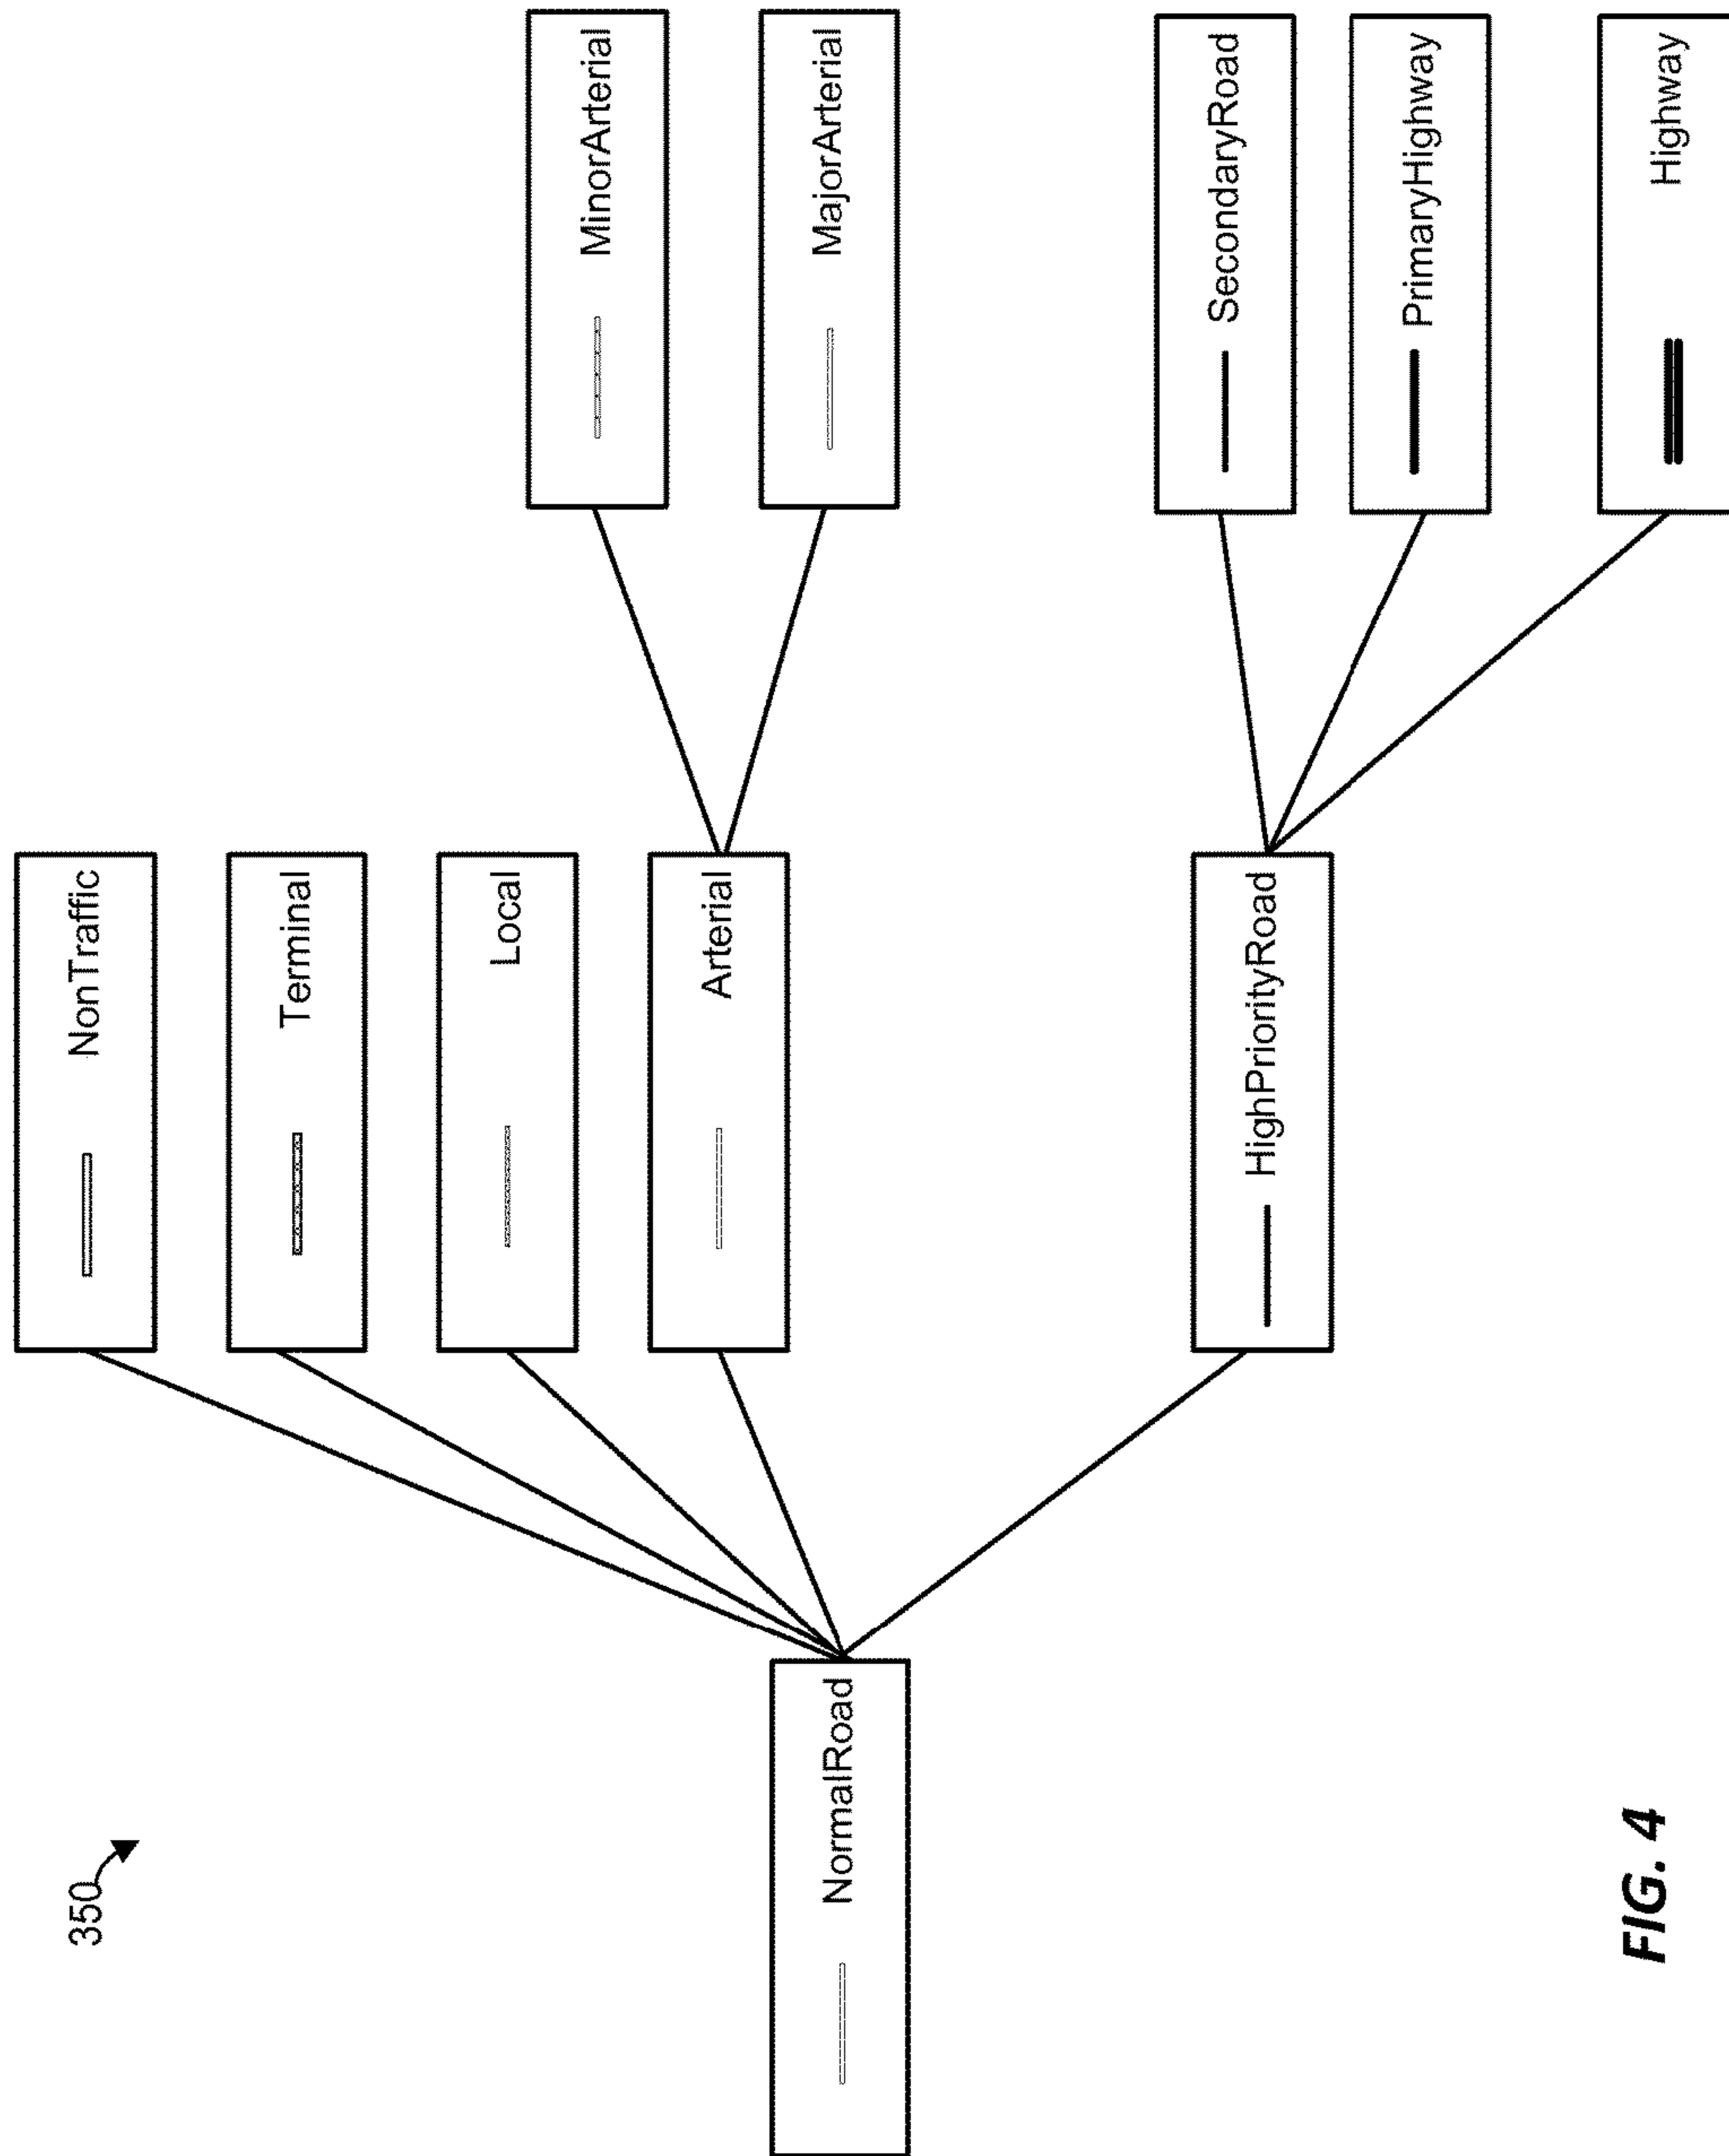 350
NormalRoad
NonTraffic
Terminal
Local
Arterial
HighPriorityRoad
MinorArterial
MajorArterial
SecondaryRoad
PrimaryHighway
Highway
FIG. 4